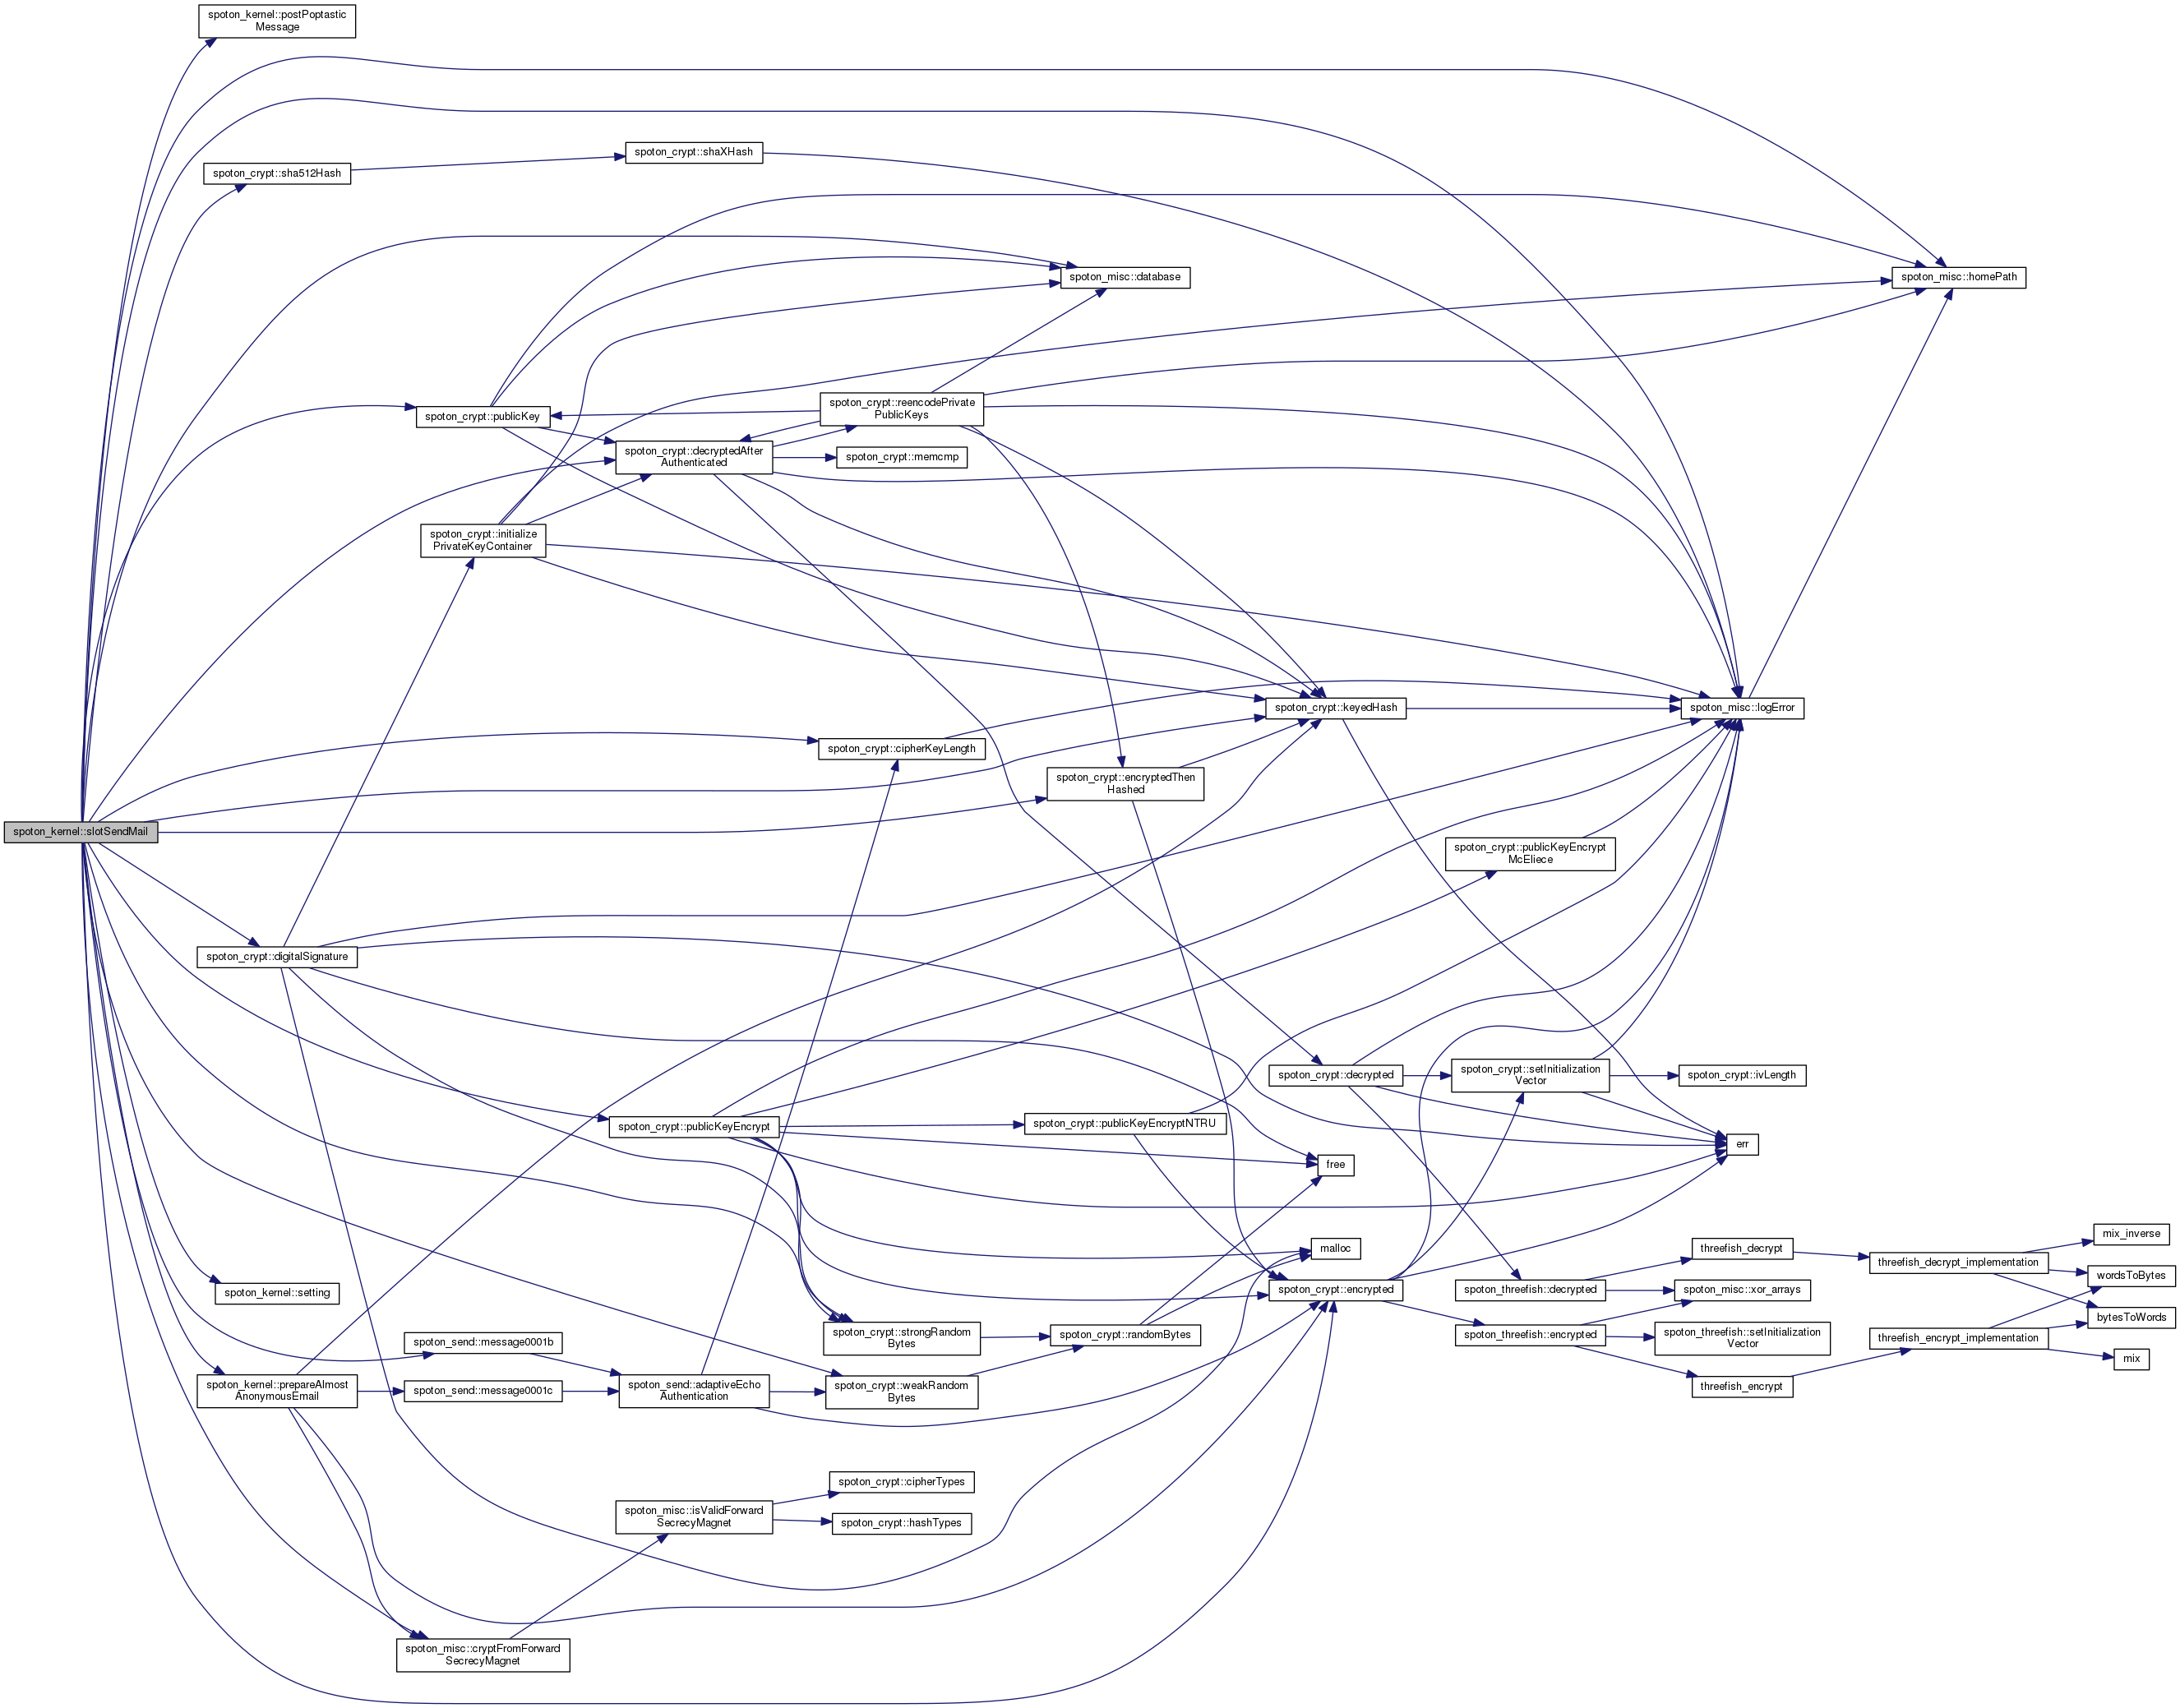 spoton_kernel::postPoptastic
Message
spoton_crypt::shaXHash
spoton_crypt::sha512Hash
spoton_misc::database
spoton_misc::homePath
spoton_crypt::reencodePrivate
PublicKeys
spoton_crypt::publicKey
spoton_crypt::decryptedAfter
Authenticated
spoton_crypt::memcmp
spoton_crypt::initialize
PrivateKeyContainer
spoton_crypt::keyedHash
spoton_misc::logError
spoton_crypt::cipherKeyLength
spoton_crypt::encryptedThen
Hashed
spoton_kernel::slotSendMail
spoton_crypt::publicKeyEncrypt
McEliece
spoton_crypt::digitalSignature
spoton_crypt::decrypted
spoton_crypt::setInitialization
Vector
spoton_crypt::ivLength
spoton_crypt::publicKeyEncrypt
spoton_crypt::publicKeyEncryptNTRU
err
free
mix_inverse
malloc
threefish_decrypt
threefish_decrypt_implementation
wordsToBytes
spoton_kernel::setting
spoton_crypt::encrypted
spoton_threefish::decrypted
spoton_misc::xor_arrays
bytesToWords
spoton_send::message0001b
spoton_crypt::strongRandom
Bytes
spoton_crypt::randomBytes
spoton_threefish::encrypted
spoton_threefish::setInitialization
Vector
threefish_encrypt_implementation
mix
spoton_kernel::prepareAlmost
AnonymousEmail
spoton_send::message0001c
spoton_send::adaptiveEcho
Authentication
spoton_crypt::weakRandom
Bytes
threefish_encrypt
spoton_crypt::cipherTypes
spoton_misc::isValidForward
SecrecyMagnet
spoton_crypt::hashTypes
spoton_misc::cryptFromForward
SecrecyMagnet